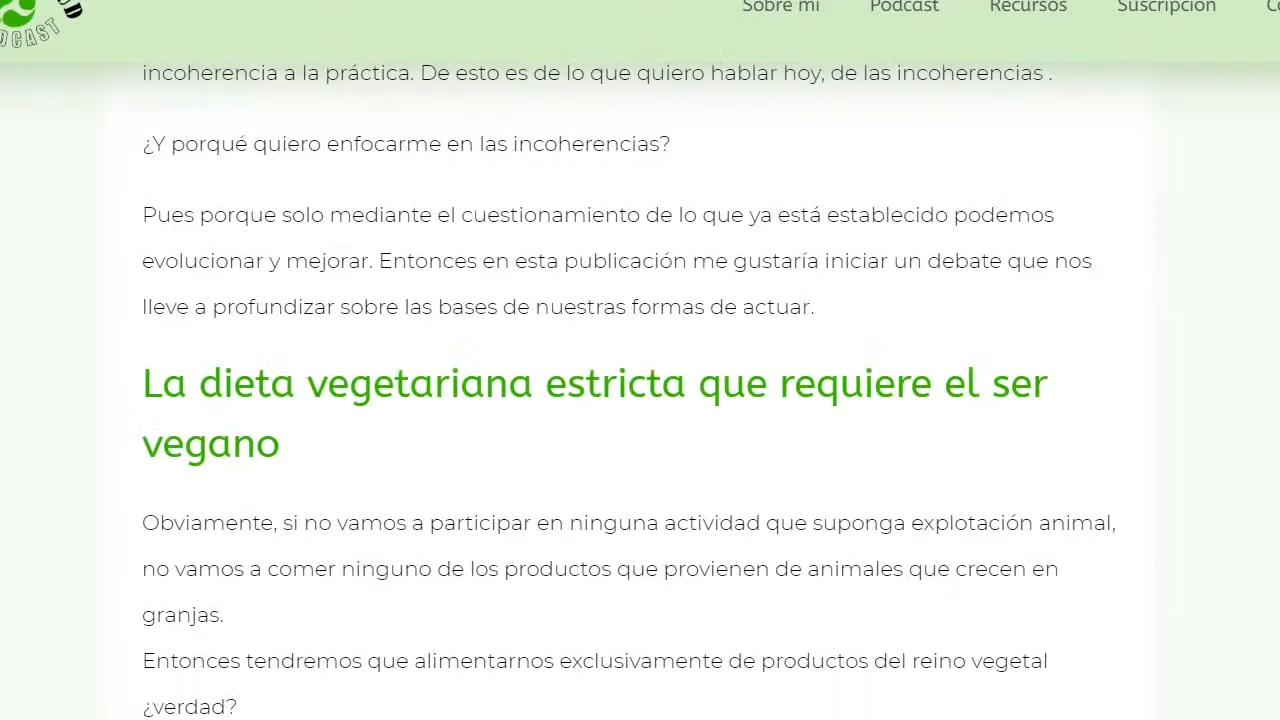 Sobre mí Podcast Recursos Suscripción
DCAST
incoherencia a la práctica. De esto es de lo que quiero hablar hoy, de las incoherencias .
¿Y porqué quiero enfocarme en las incoherencias?
Pues porque solo mediante el cuestionamiento de lo que ya está establecido podemos
evolucionar y mejorar. Entonces en esta publicación me gustaría iniciar un debate que nos
lleve a profundizar sobre las bases de nuestras formas de actuar.
La dieta vegetariana estricta que requiere el ser
vegano
Obviamente, si no vamos a participar en ninguna actividad que suponga explotación animal,
no vamos a comer ninguno de los productos que provienen de animales que crecen en
granjas.
Entonces tendremos que alimentarnos exclusivamente de productos del reino vegetal
¿verdad?